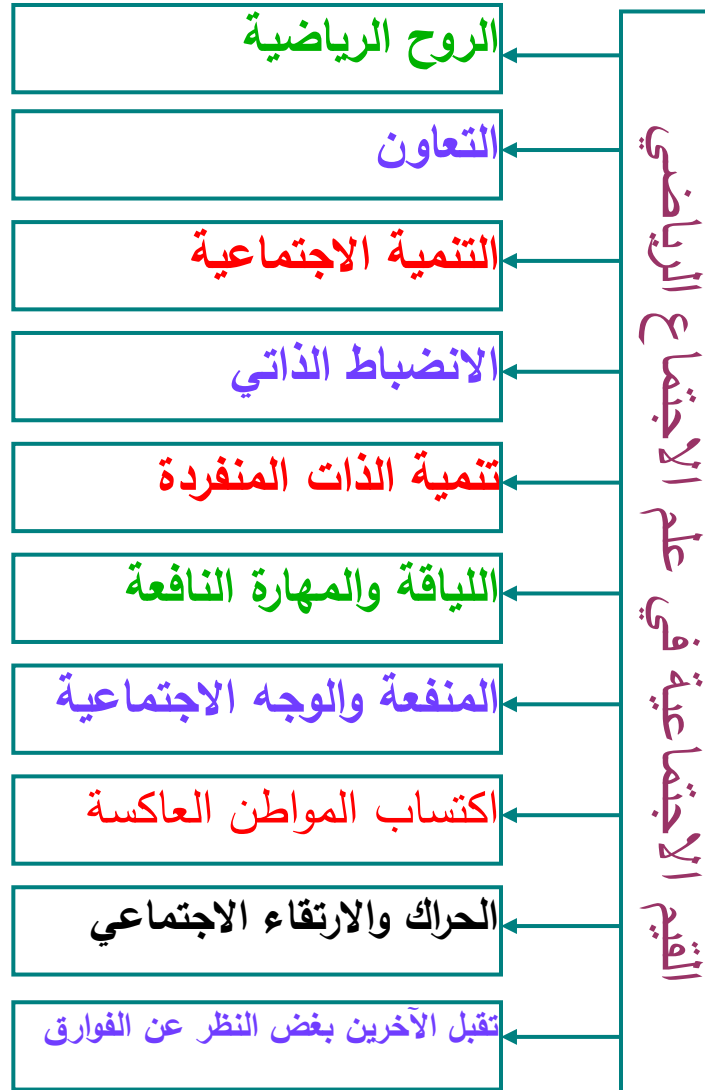 القيم الاجتماعية في علم الاجتماع الرياضي
الروح الرياضية
التعاون
التنمية الاجتماعية
الانضباط الذاتي
تنمية الذات المنفردة
اللياقة والمهارة النافعة
المنفعة والوجه الاجتماعية
اكتساب المواطن العاكسة
الحراك والارتقاء الاجتماعي
تقبل الآخرين بغض النظر عن الفوارق